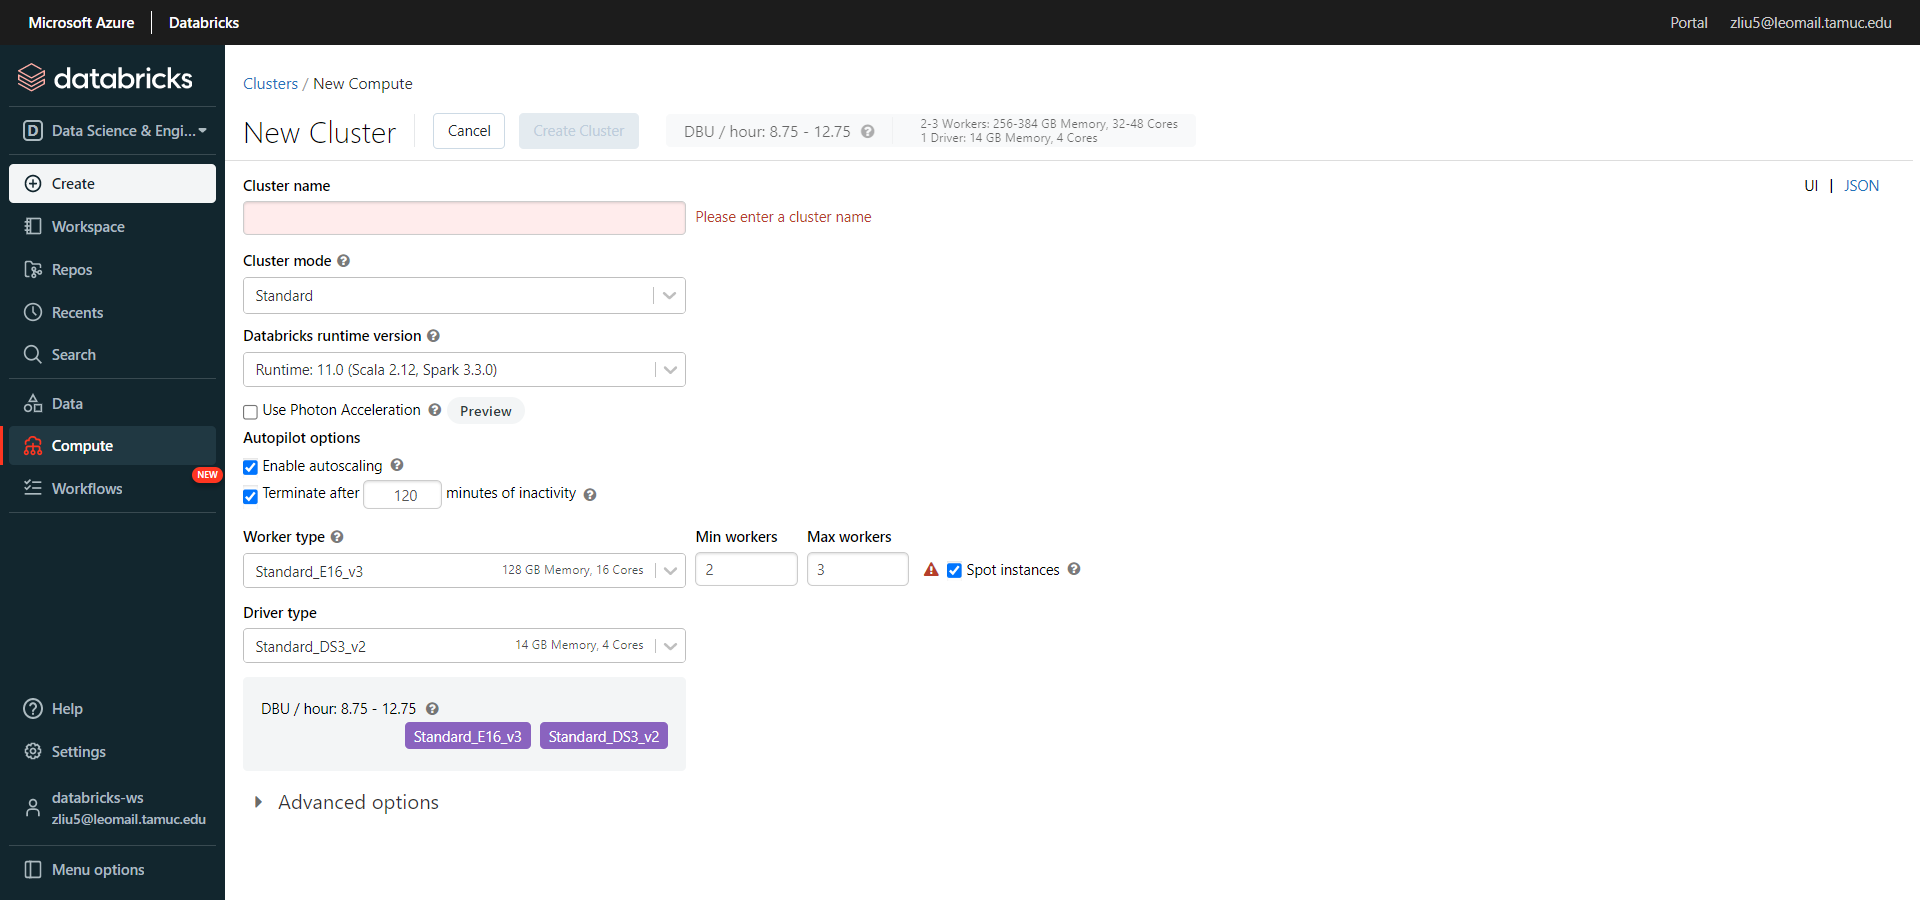 Microsoft Azure Databricks Portal zliu5@leomail.tamuc.edu
databricks
D Data Science & Engi...
Create
Workspace
Repos
Recents
Search
Data
Compute
NEW
Workflows
Help
Settings
databricks-ws
zliu5@leomail.tamuc.edu
Menu options
Clusters / New Compute
New Cluster Cancel Create Cluster DBU / hour: 8.75 - 12.75 ?
2-3 Workers: 256-384 GB Memory, 32-48 Cores
1 Driver: 14 GB Memory, 4 Cores
UI | JSON
Cluster name
Please enter a cluster name
Cluster mode ?
Standard
Databricks runtime version ?
Runtime: 11.0 (Scala 2.12, Spark 3.3.0)
Use Photon Acceleration ? Preview
Autopilot options
Enable autoscaling ?
Terminate after 120 minutes of inactivity ?
Worker type ? Min workers Max workers
Standard_E16_v3 128 GB Memory, 16 Cores 2 3 Spot instances ?
Driver type
Standard_DS3_v2 14 GB Memory, 4 Cores
DBU / hour: 8.75 - 12.75 ?
Standard_E16_v3 Standard_DS3_v2
Advanced options